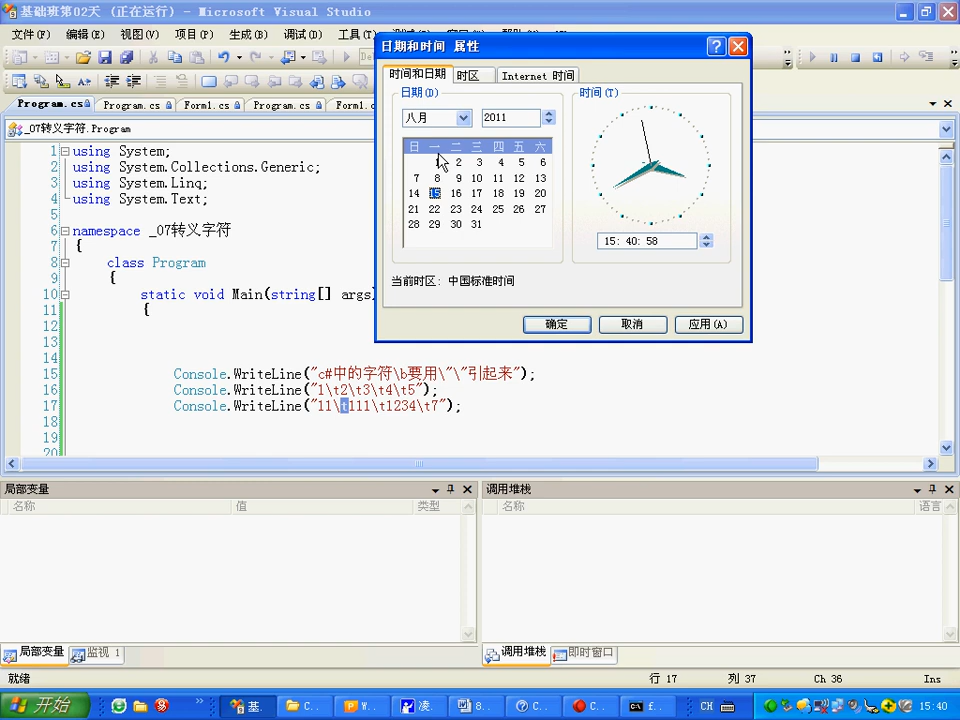 基础班第02天 (正在运行) - Microsoft Visual Studio
文件(F) 编辑(E) 视图(V) 项目(P) 生成(B) 调试(D) 工具(T)
Program.cs Program.cs Form1.cs Program.cs Form1.
_07转义字符.Program
1 using System;
2 using System.Collections.Generic;
3 using System.Linq;
4 using System.Text;
5
6 namespace _07转义字符
7 {
8 class Program
9 {
10 static void Main(string[] args)
11 {
12
13
14
15 Console.WriteLine("c#中的字符\b要用\"\"引起来");
16 Console.WriteLine("1\t2\t3\t4\t5");
17 Console.WriteLine("11\t111\t1234\t7");
18
19
20
日期和时间 属性
时间和日期 时区 Internet 时间
日期(D)
八月 2011
日 一 二 三 四 五 六
1 2 3 4 5 6
7 8 9 10 11 12 13
14 15 16 17 18 19 20
21 22 23 24 25 26 27
28 29 30 31
时间(T)
15:40:58
当前时区: 中国标准时间
确定 取消 应用(A)
局部变量
名称 值 类型
调用堆栈
名称 语言
局部变量 监视 1
调用堆栈 即时窗口
就绪 行 17 列 37 Ch 36 Ins
开始 基. C.. W.. 凌. 8.. C.. C.. f.. CH 15:40